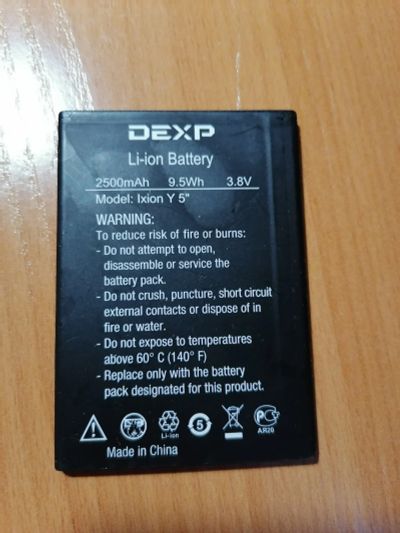 DEXP
Li-ion Battery
2500mAh 9.5Wh 3.8V
Model: Ixion Y 5"
WARNING:
To reduce risk of fire or burns:
- Do not attempt to open,
disassemble or service the
battery pack.
- Do not crush, puncture, short circuit
external contacts or dispose of in
fire or water.
- Do not expose to temperatures
above 60° C (140° F)
- Replace only with the battery
pack designated for this product.
Li-ion
5
AR20
Made in China